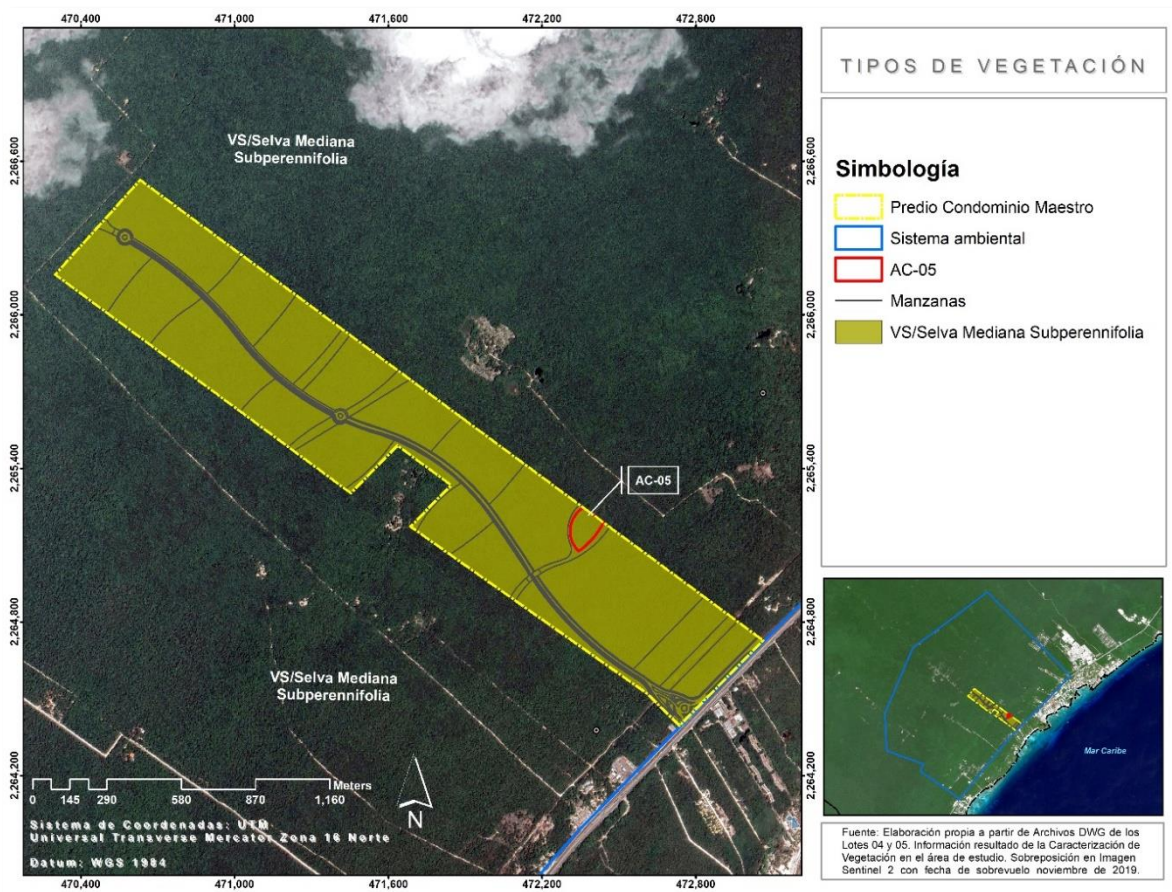 470,400 471,000 471,600 472,200 472,800
TIPOS DE VEGETACIÓN
VS/Selva Mediana
Subperennifolia
2,266,600
2,266,600
Simbología
Predio Condominio Maestro
Sistema ambiental
AC-05
Manzanas
VS/Selva Mediana Subperennifolia
2,266,000
2,266,000
2,265,400
2,265,400
AC-05
2,264,800
2,264,800
VS/Selva Mediana
Subperennifolia
2,264,200
2,264,200
Meters
0 145 290 580 870 1,160
N
Sistema de Coordenadas: UTM
Universal Transverse Mercator Zona 16 Norte
Datum: WGS 1984
470,400 471,000 471,600 472,200 472,800
Mar Caribe
Fuente: Elaboración propia a partir de Archivos DWG de los
Lotes 04 y 05. Información resultado de la Caracterización de
Vegetación en el área de estudio. Sobreposición en Imagen
Sentinel 2 con fecha de sobrevuelo noviembre de 2019.